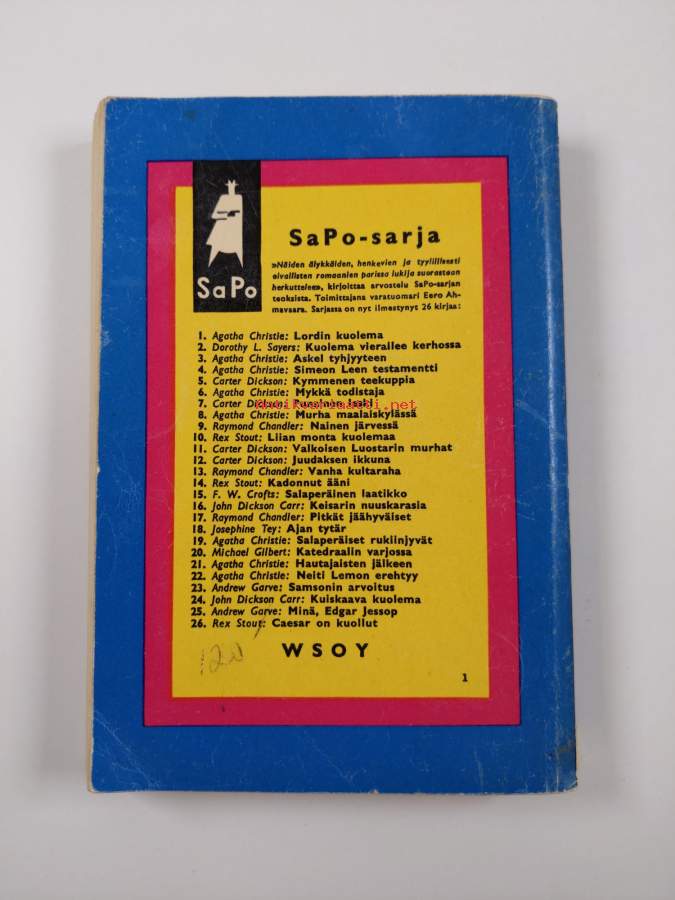 SaPo
SaPo-sarja
»Näiden älykkäiden, henkevien ja tyylillisesti
oivallisten romaanien parissa lukija suorastaan
herkuttelee», kirjoittaa arvostelu SaPo-sarjan
teoksista. Toimittajana varatuomari Eero Ah-
mavaara. Sarjassa on nyt ilmestynyt 26 kirjaa:
1. Agatha Christie: Lordin kuolema
2. Dorothy L. Sayers: Kuolema vierailee kerhossa
3. Agatha Christie: Askel tyhjyyteen
4. Agatha Christie: Simeon Leen testamentti
5. Carter Dickson: Kymmenen teekuppia
6. Agatha Christie: Mykkä todistaja
7. Carter
antikvariaatti.net
8. Agatha Christie: Murha maalaiskylässä
9. Raymond Chandler: Nainen järvessä
10. Rex Stout: Liian monta kuolemaa
11. Carter Dickson: Valkoisen Luostarin murhat
12. Carter Dickson: Juudaksen ikkuna
13. Raymond Chandler: Vanha kultaraha
14. Rex Stout: Kadonnut ääni
15. F. W. Crofts: Salaperäinen laatikko
16. John Dickson Carr: Keisarin nuuskarasia
17. Raymond Chandler: Pitkät jäähyväiset
18. Josephine Tey: Ajan tytär
19. Agatha Christie: Salaperäiset rukiinjyvät
20. Michael Gilbert: Katedraalin varjossa
21. Agatha Christie: Hautajaisten jälkeen
22. Agatha Christie: Neiti Lemon erehtyy
23. Andrew Garve: Samsonin arvoitus
24. John Dickson Carr: Kuiskaava kuolema
25. Andrew Garve: Minä, Edgar Jessop
26. Rex Stout: Caesar on kuollut
120
WSOY
1